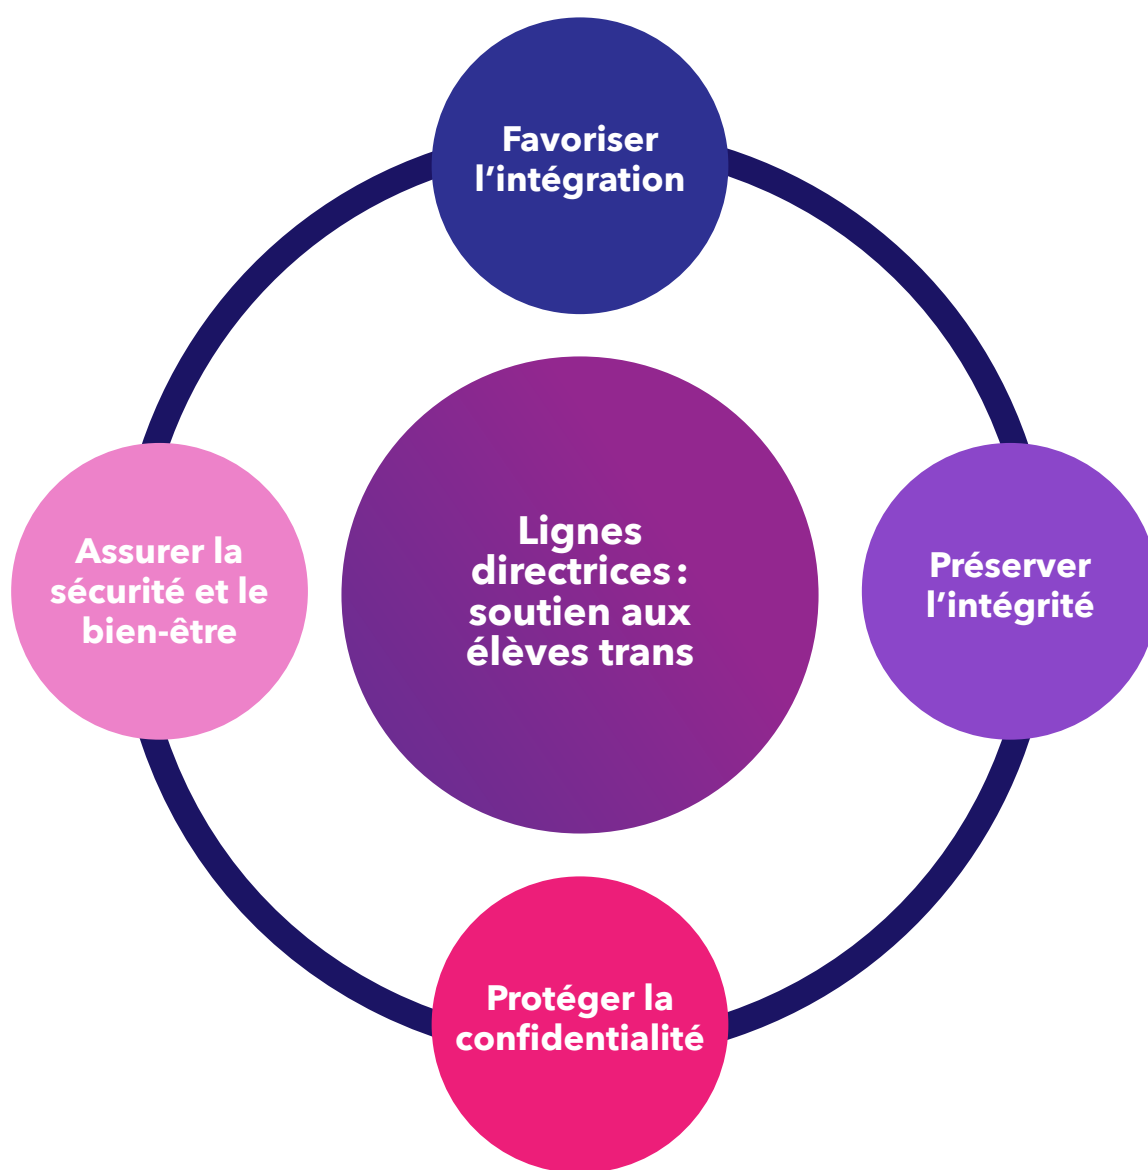 Favoriser
l’intégration
Assurer la
sécurité et le
bien-être
Lignes
directrices :
soutien aux
élèves trans
Préserver
l’intégrité
Protéger la
confidentialité